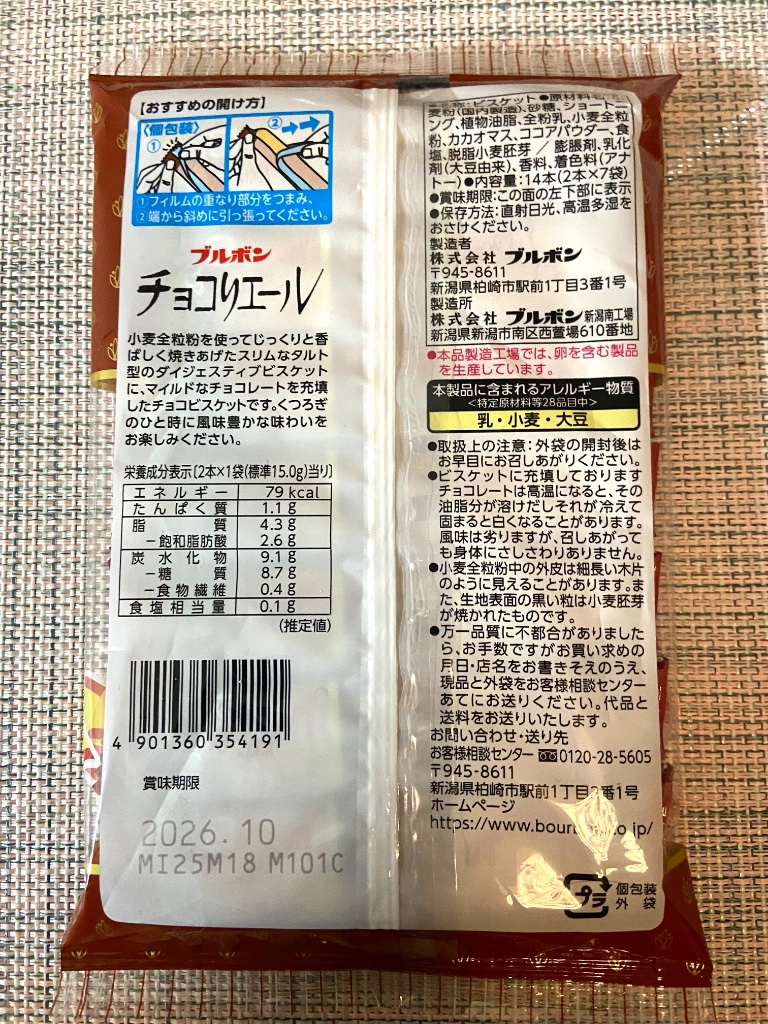 【おすすめの開け方】
〈個包装〉
①
②
①フィルムの重なり部分をつまみ、
②端から斜めに引っ張ってください。
ブルボン
チョコリエール
小麦全粒粉を使ってじっくりと香
ばしく焼きあげたスリムなタルト
型のダイジェスティブビスケット
に、マイルドなチョコレートを充填
したチョコビスケットです。くつろぎ
のひと時に風味豊かな味わいを
お楽しみください。
栄養成分表示〔2本×1袋(標準15.0g)当り〕
エネルギー 79 kcal
たんぱく質 1.1 g
脂質 4.3 g
－飽和脂肪酸 2.6 g
炭水化物 9.1 g
－糖質 8.7 g
－食物繊維 0.4 g
食塩相当量 0.1 g
(推定値)
4 901360 354191
賞味期限
2026.10
MI25M18 M101C
名称：ビスケット●原材料名：小
麦粉(国内製造)、砂糖、ショートニ
ング、植物油脂、全粉乳、小麦全粒
粉、カカオマス、ココアパウダー、食
塩、脱脂小麦胚芽 ／ 膨脹剤、乳化
剤(大豆由来)、香料、着色料(アナ
トー)●内容量：14本(2本×7袋)
●賞味期限：この面の左下部に表示
●保存方法：直射日光、高温多湿を
おさけください。
製造者
株式会社 ブルボン
〒945-8611
新潟県柏崎市駅前1丁目3番1号
製造所
株式会社 ブルボン 新潟南工場
新潟県新潟市南区西萱場610番地
●本品製造工場では、卵を含む製品
を生産しています。
本製品に含まれるアレルギー物質
＜特定原材料等28品目中＞
乳・小麦・大豆
●取扱上の注意：外袋の開封後は
お早目にお召しあがりください。
●ビスケットに充填しております
チョコレートは高温になると、その
油脂分が溶けだしそれが冷えて
固まると白くなることがあります。
風味は劣りますが、召しあがって
も身体にさしさわりありません。
●小麦全粒粉中の外皮は細長い木片
のように見えることがあります。ま
た、生地表面の黒い粒は小麦胚芽
が焼かれたものです。
●万一品質に不都合がありました
ら、お手数ですがお買い求めの
月日・店名をお書きそえのうえ、
現品と外袋をお客様相談センター
あてにお送りください。代品と
送料をお送りいたします。
お問い合わせ・送り先
お客様相談センター 0120-28-5605
〒945-8611
新潟県柏崎市駅前1丁目3番1号
ホームページ
https://www.bourbon.co.jp/
プラ
個包装
外袋